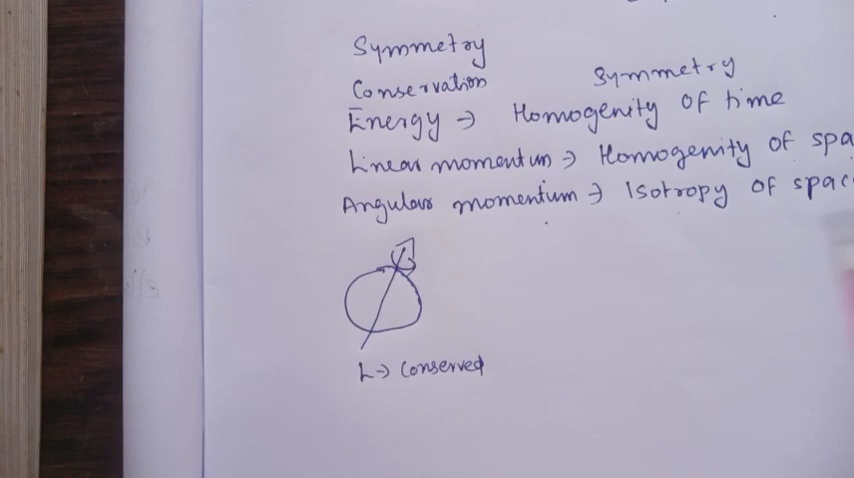 Symmetry
Conservation Symmetry
Energy → Homogenity of time
Linear momentum → Homogenity of spa
Angular momentum → Isotropy of spac
L → Conserved